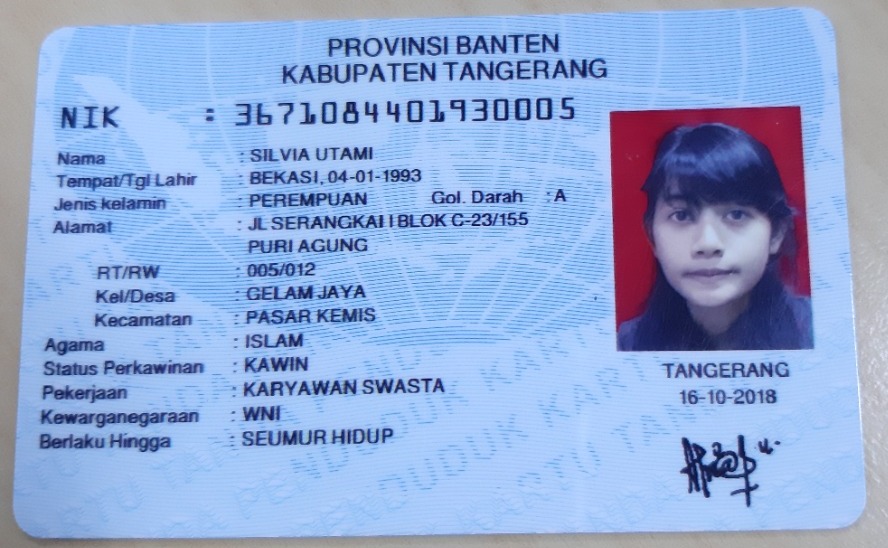 PROVINSI BANTEN
KABUPATEN TANGERANG
NIK : 3671084401930005
Nama : SILVIA UTAMI
Tempat/Tgl Lahir : BEKASI, 04-01-1993
Jenis kelamin : PEREMPUAN Gol. Darah : A
Alamat : JL SERANGKAI I BLOK C-23/155
PURI AGUNG
RT/RW : 005/012
Kel/Desa : GELAM JAYA
Kecamatan : PASAR KEMIS
Agama : ISLAM
Status Perkawinan : KAWIN
Pekerjaan : KARYAWAN SWASTA
Kewarganegaraan : WNI
Berlaku Hingga : SEUMUR HIDUP
TANGERANG
16-10-2018